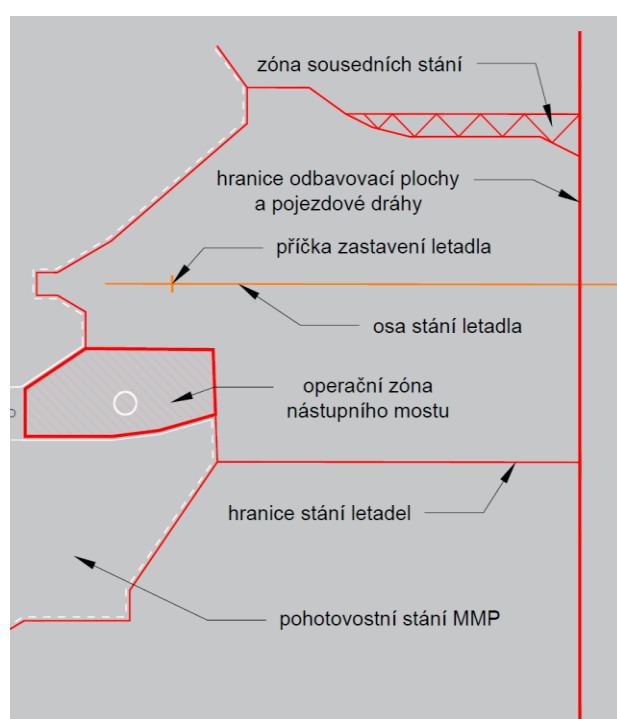 zóna sousedních stání
hranice odbavovací plochy
a pojezdové dráhy
příčka zastavení letadla
osa stání letadla
operační zóna
nástupního mostu
hranice stání letadel
pohotovostní stání MMP